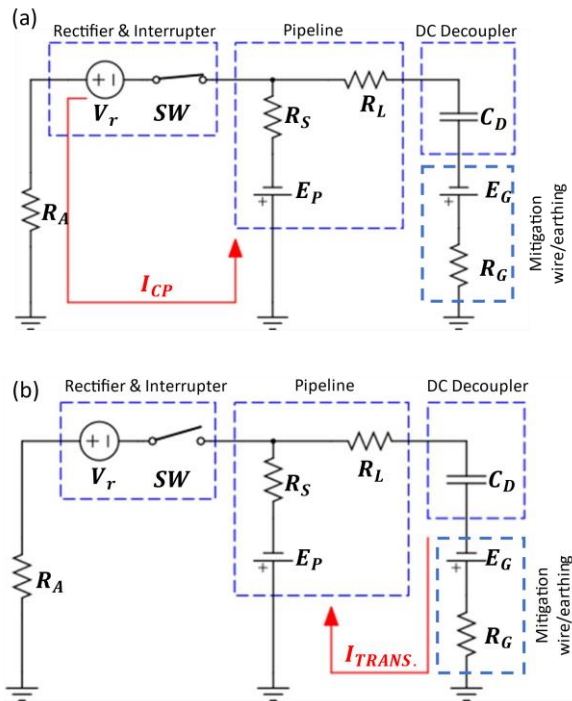 (a)
Rectifier & Interrupter
Pipeline
DC Decoupler
+ -
V_r
SW
R_S
R_L
C_D
E_P
+
E_G
+
R_A
R_G
I_CP
Mitigation
wire/earthing
(b)
Rectifier & Interrupter
Pipeline
DC Decoupler
+ -
V_r
SW
R_S
R_L
C_D
E_P
+
E_G
+
R_A
R_G
I_TRANS.
Mitigation
wire/earthing